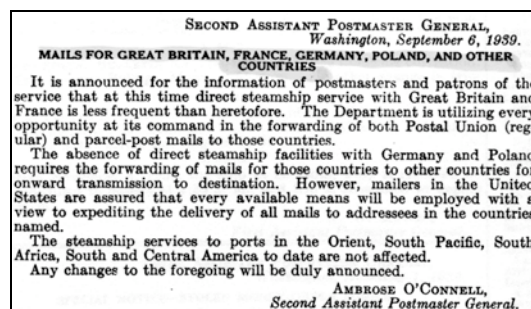 SECOND ASSISTANT POSTMASTER GENERAL,
Washington, September 6, 1939.
MAILS FOR GREAT BRITAIN, FRANCE, GERMANY, POLAND, AND OTHER
COUNTRIES
It is announced for the information of postmasters and patrons of the
service that at this time direct steamship service with Great Britain and
France is less frequent than heretofore. The Department is utilizing every
opportunity at its command in the forwarding of both Postal Union (reg-
ular) and parcel-post mails to those countries.
The absence of direct steamship facilities with Germany and Poland
requires the forwarding of mails for those countries to other countries for
onward transmission to destination. However, mailers in the United
States are assured that every available means will be employed with a
view to expediting the delivery of all mails to addressees in the countries
named.
The steamship services to ports in the Orient, South Pacific, South
Africa, South and Central America to date are not affected.
Any changes to the foregoing will be duly announced.
AMBROSE O'CONNELL,
Second Assistant Postmaster General.